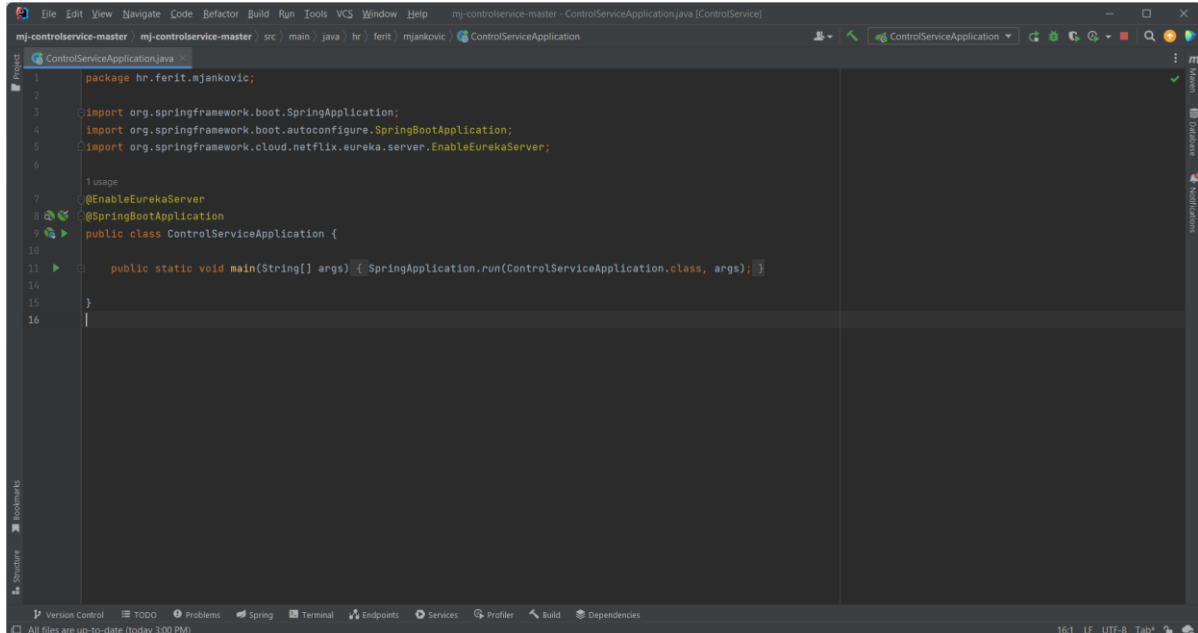 File Edit View Navigate Code Refactor Build Run Tools VCS Window Help mj-controlservice-master - ControlServiceApplication.java [ControlService]
mj-controlservice-master mj-controlservice-master src main java hr ferit mjankovic ControlServiceApplication ControlServiceApplication
Project
ControlServiceApplication.java
1 package hr.ferit.mjankovic;
2
3 import org.springframework.boot.SpringApplication;
4 import org.springframework.boot.autoconfigure.SpringBootApplication;
5 import org.springframework.cloud.netflix.eureka.server.EnableEurekaServer;
6
1 usage
7 @EnableEurekaServer
8 @SpringBootApplication
9 public class ControlServiceApplication {
10
11 public static void main(String[] args) { SpringApplication.run(ControlServiceApplication.class, args); }
14
15 }
16
m
Maven
Database
Notifications
Bookmarks
Structure
Version Control TODO Problems Spring Terminal Endpoints Services Profiler Build Dependencies
All files are up-to-date (today 3:00 PM) 16:1 LF UTF-8 Tab*